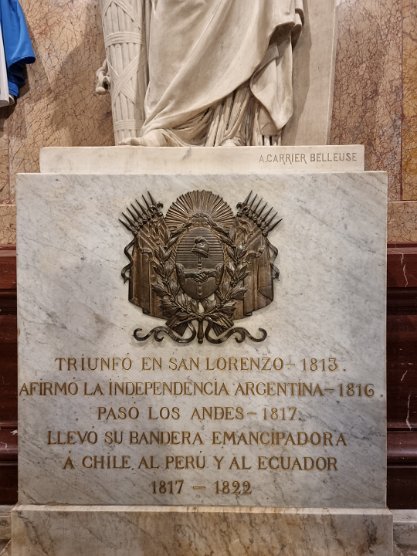 A. CARRIER BELLEUSE
TRIUNFÓ EN SAN LORENZO - 1813.
AFIRMÓ LA INDEPENDENCIA ARGENTINA - 1816.
PASÓ LOS ANDES - 1817.
LLEVÓ SU BANDERA EMANCIPADORA
Á CHILE, AL PERÚ Y AL ECUADOR
1817 - 1822